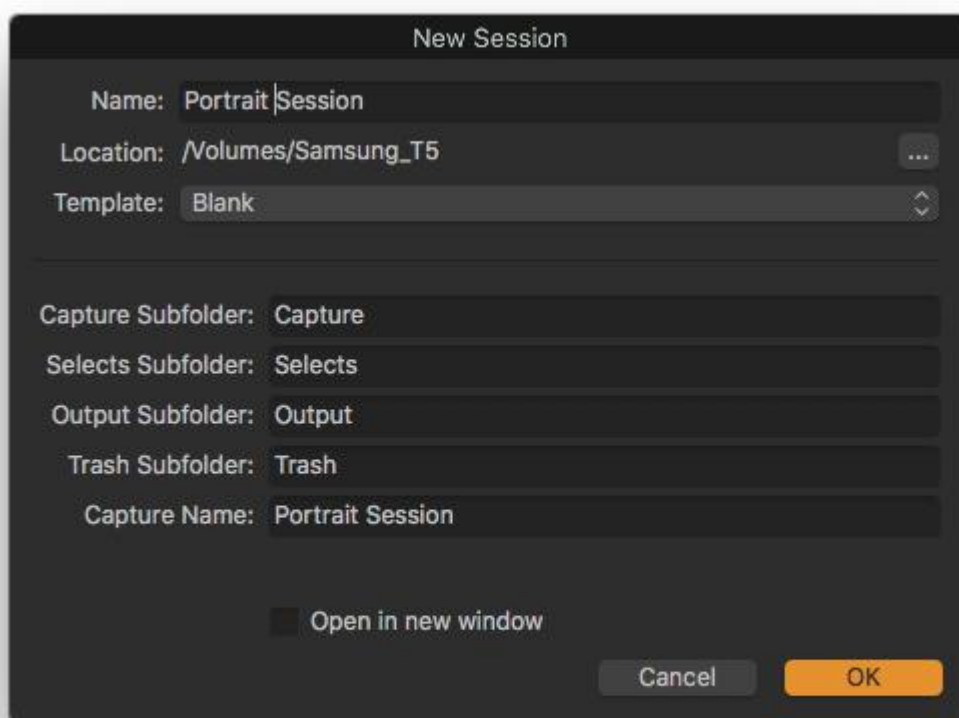 New Session
Name: Portrait Session
Location: /Volumes/Samsung_T5 ...
Template: Blank
Capture Subfolder: Capture
Selects Subfolder: Selects
Output Subfolder: Output
Trash Subfolder: Trash
Capture Name: Portrait Session
Open in new window
Cancel OK